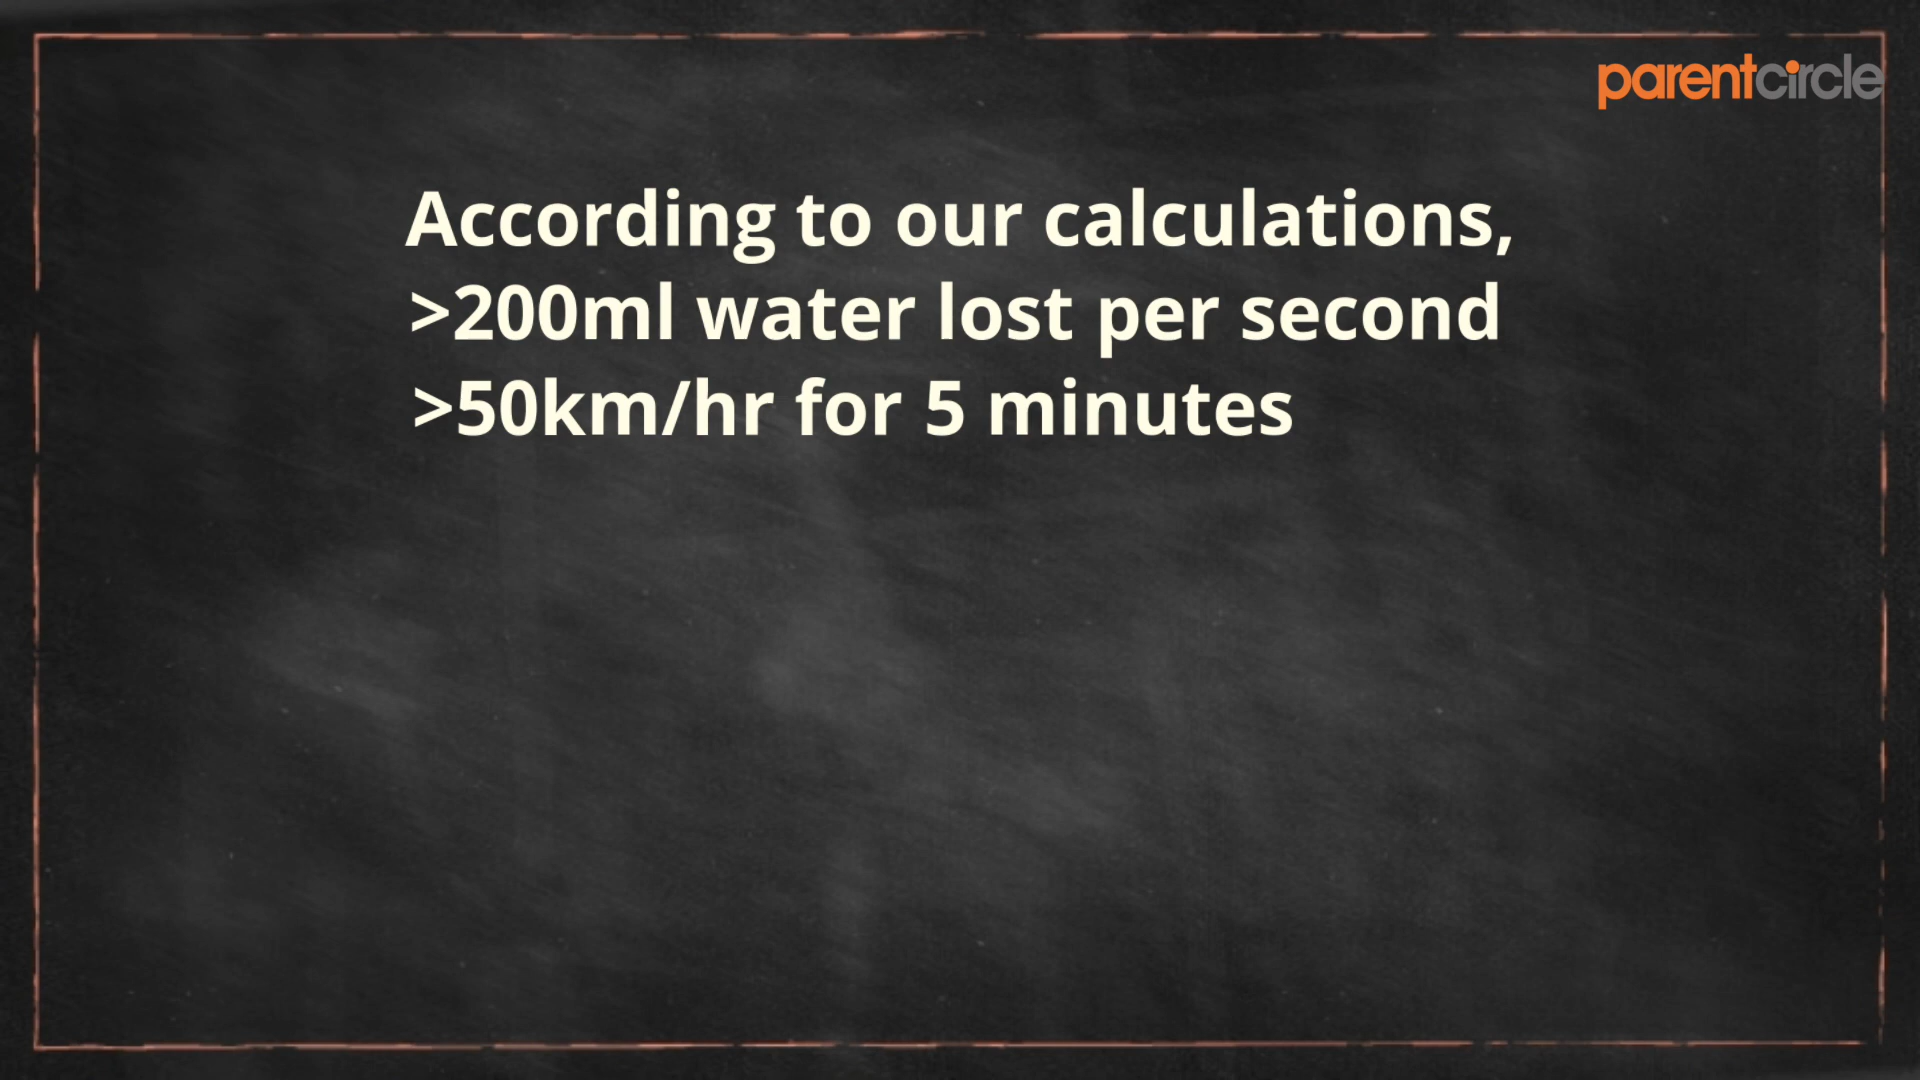 parentcircle
According to our calculations,
>200ml water lost per second
>50km/hr for 5 minutes